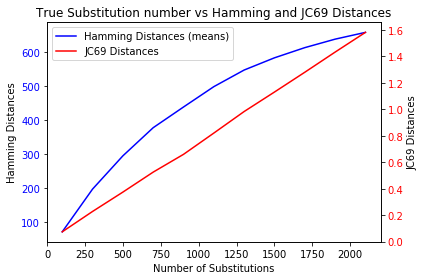 True Substitution number vs Hamming and JC69 Distances
Hamming Distances (means)
JC69 Distances
Hamming Distances
600
500
400
300
200
100
1.6
1.4
1.2
1.0
0.8
0.6
0.4
0.2
0.0
JC69 Distances
0 250 500 750 1000 1250 1500 1750 2000
Number of Substitutions